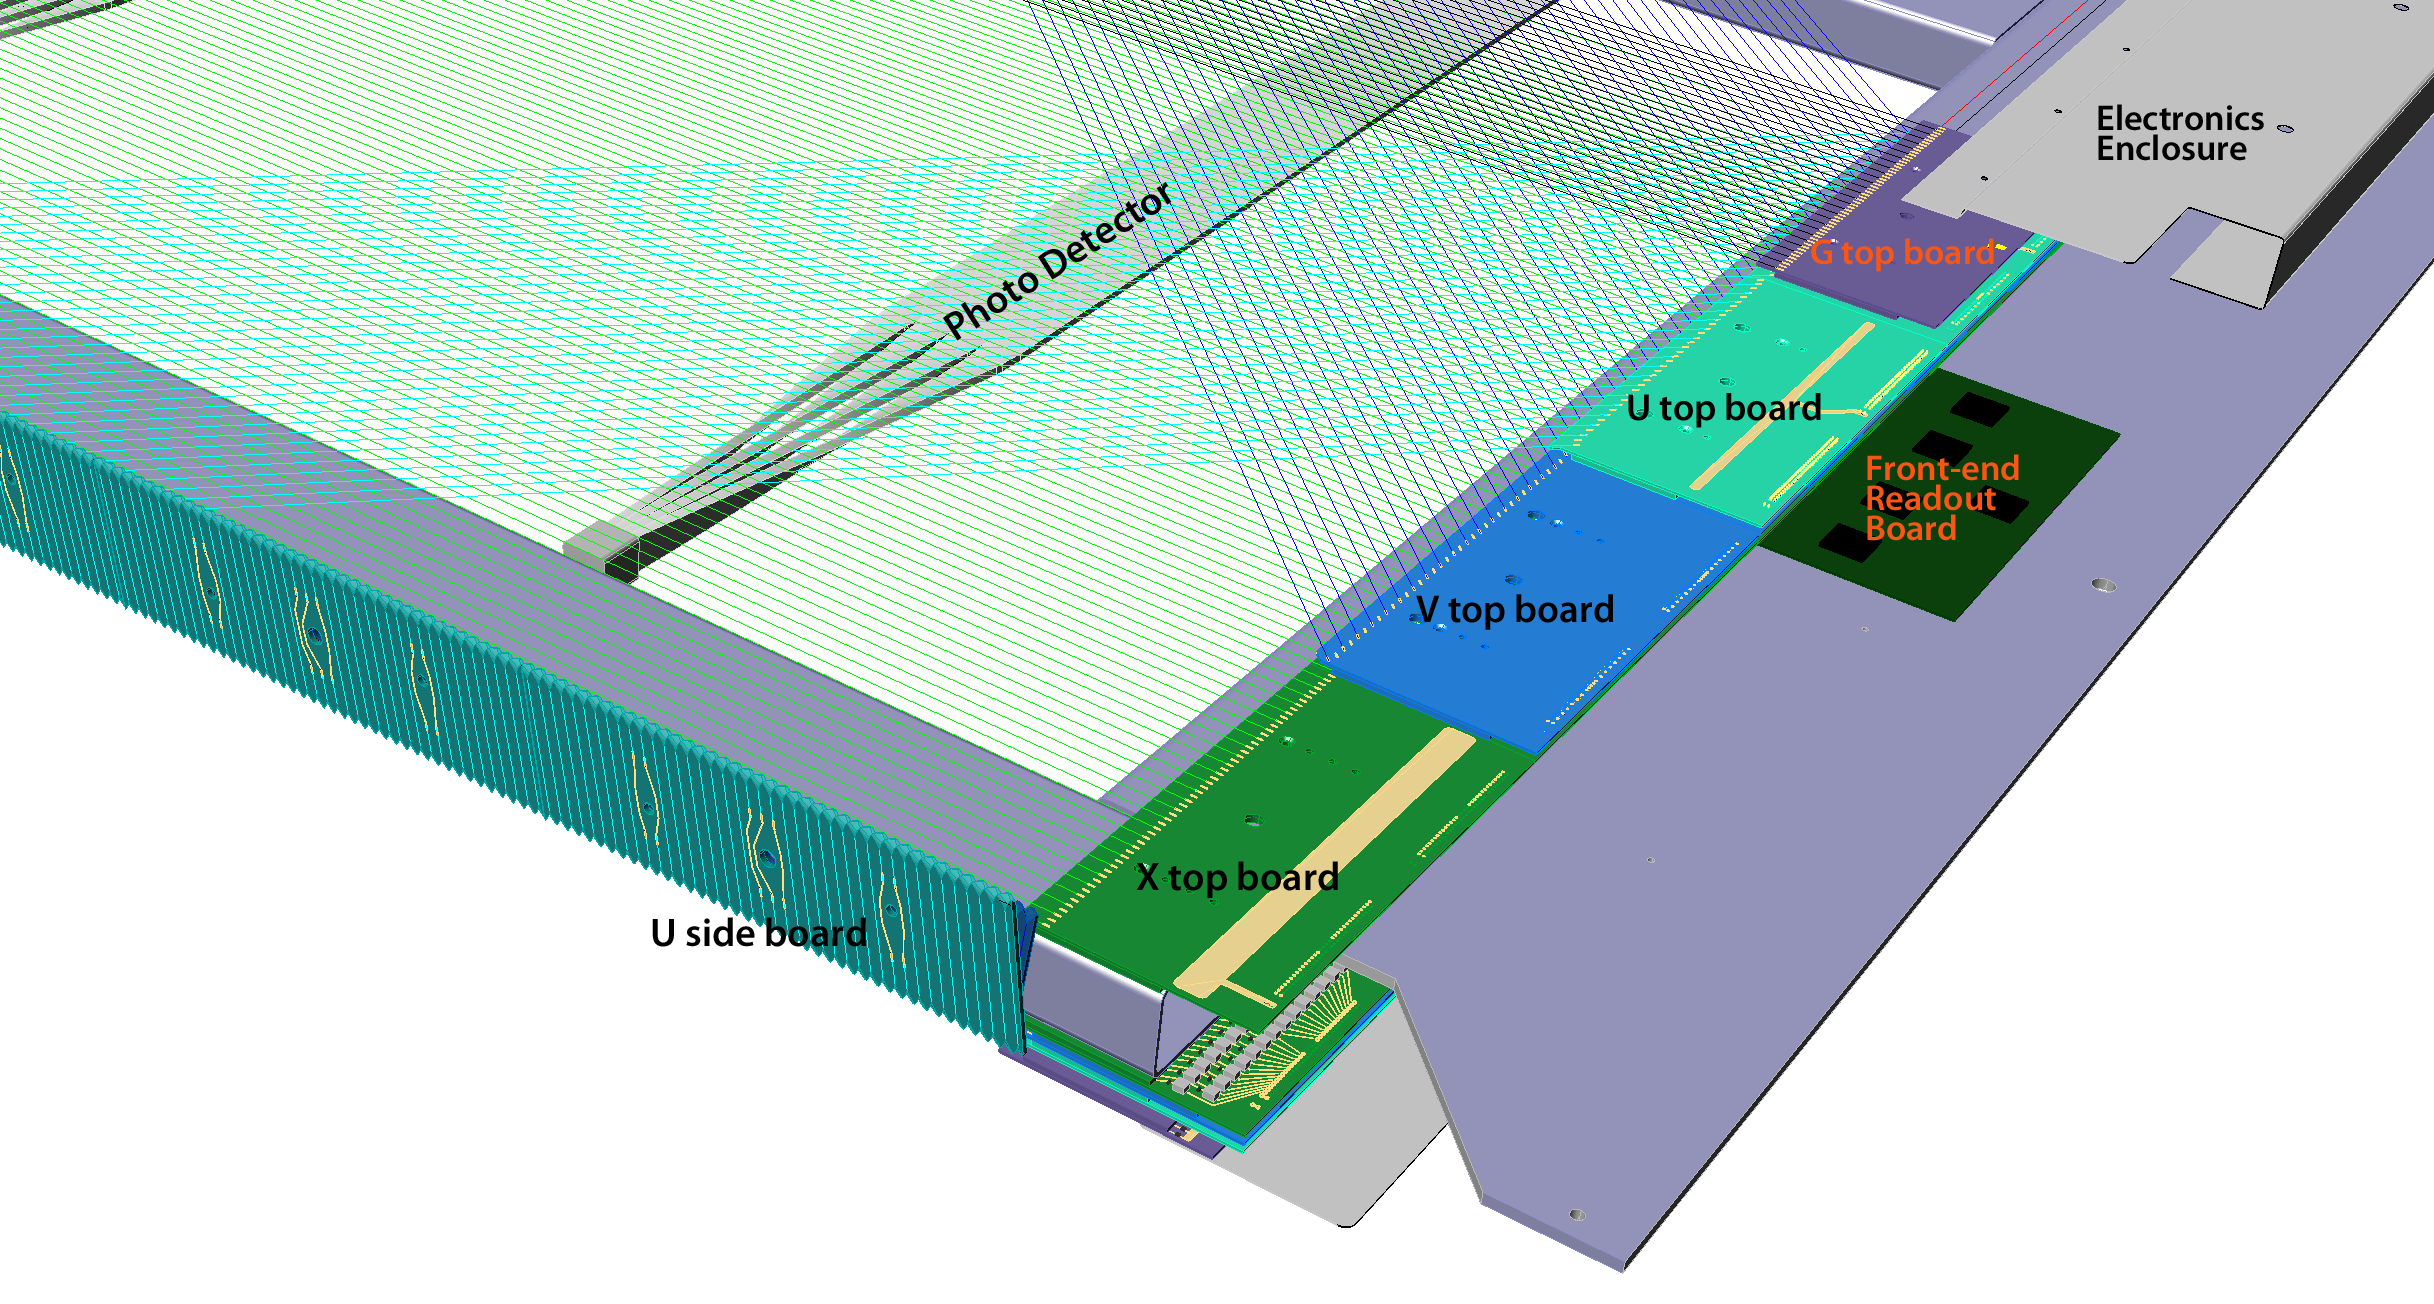 Electronics
Enclosure
Photo Detector
G top board
U top board
Front-end
Readout
Board
V top board
X top board
U side board